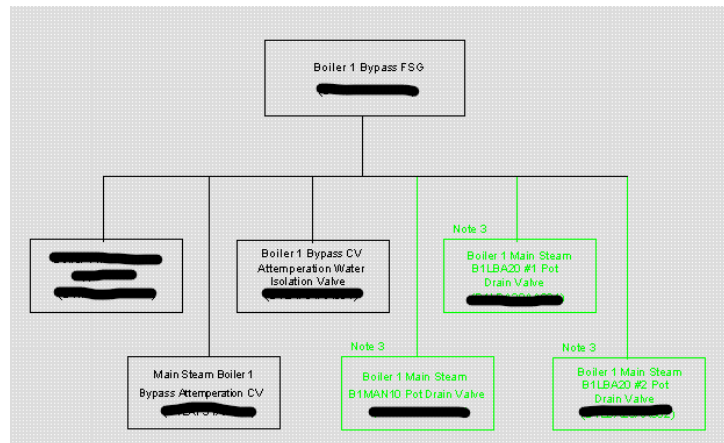 Boiler 1 Bypass FSG
Note 3
Boiler 1 Bypass CV
Attemperation Water
Isolation Valve
Boiler 1 Main Steam
B1LBA20 #1 Pot
Drain Valve
Note 3
Note 3
Main Steam Boiler 1
Bypass Attemperation CV
Boiler 1 Main Steam
B1MAN10 Pot Drain Valve
Boiler 1 Main Steam
B1LBA20 #2 Pot
Drain Valve